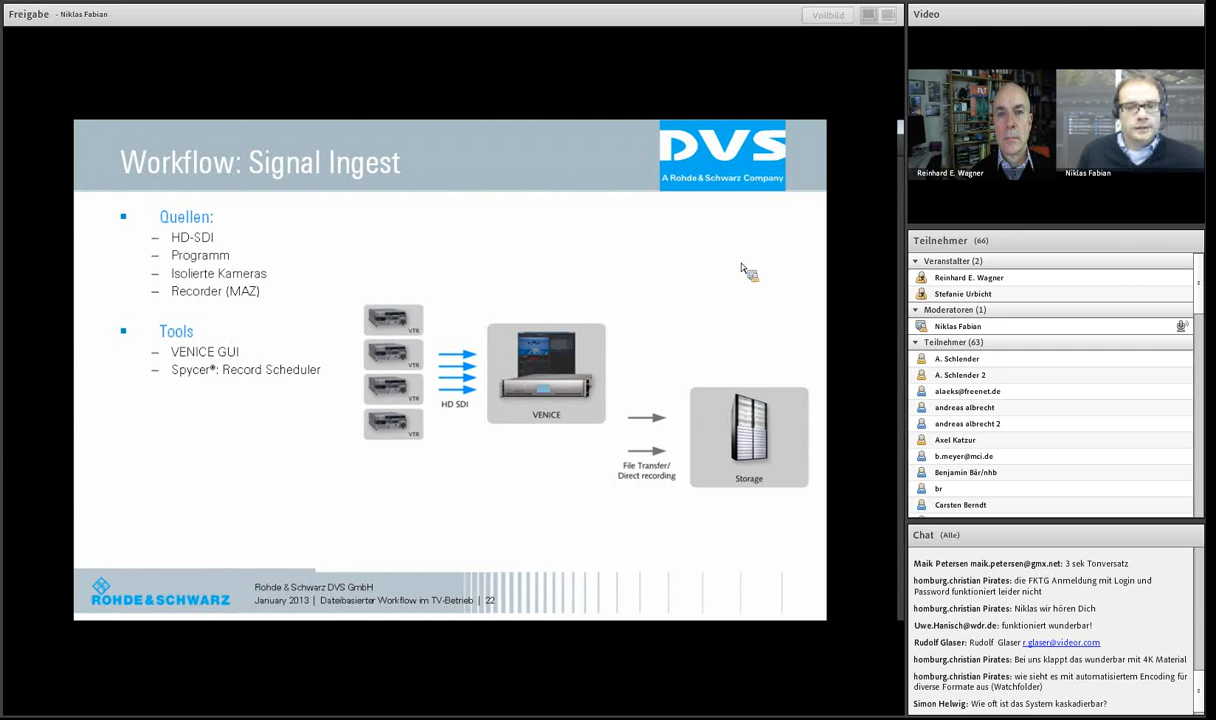 Freigabe - Niklas Fabian
Vollbild
Workflow: Signal Ingest
DVS
A Rohde & Schwarz Company
Quellen:
– HD-SDI
– Programm
– Isolierte Kameras
– Recorder (MAZ)
Tools
– VENICE GUI
– Spycer®: Record Scheduler
VTR
VTR
VTR
VTR
HD SDI
VENICE
File Transfer/
Direct recording
Storage
ROHDE & SCHWARZ
Rohde & Schwarz DVS GmbH
January 2013 | Dateibasierter Workflow im TV-Betrieb | 22
Video
Reinhard E. Wagner
Niklas Fabian
Teilnehmer (66)
Veranstalter (2)
Reinhard E. Wagner
Stefanie Urbicht
Moderatoren (1)
Niklas Fabian
Teilnehmer (63)
A. Schlender
A. Schlender 2
alaeks@freenet.de
andreas albrecht
andreas albrecht 2
Axel Katzur
b.meyer@mci.de
Benjamin Bär/nhb
br
Carsten Berndt
Chat (Alle)
Maik Petersen maik.petersen@gmx.net: 3 sek Tonversatz
homburg.christian Pirates: die FKTG Anmeldung mit Login und
Password funktioniert leider nicht
homburg.christian Pirates: Niklas wir hören Dich
Uwe.Hanisch@wdr.de: funktioniert wunderbar!
Rudolf Glaser: Rudolf Glaser r.glaser@videor.com
homburg.christian Pirates: Bei uns klappt das wunderbar mit 4K Material
homburg.christian Pirates: wie sieht es mit automatisiertem Encoding für
diverse Formate aus (Watchfolder)
Simon Helwig: Wie oft ist das System kaskadierbar?